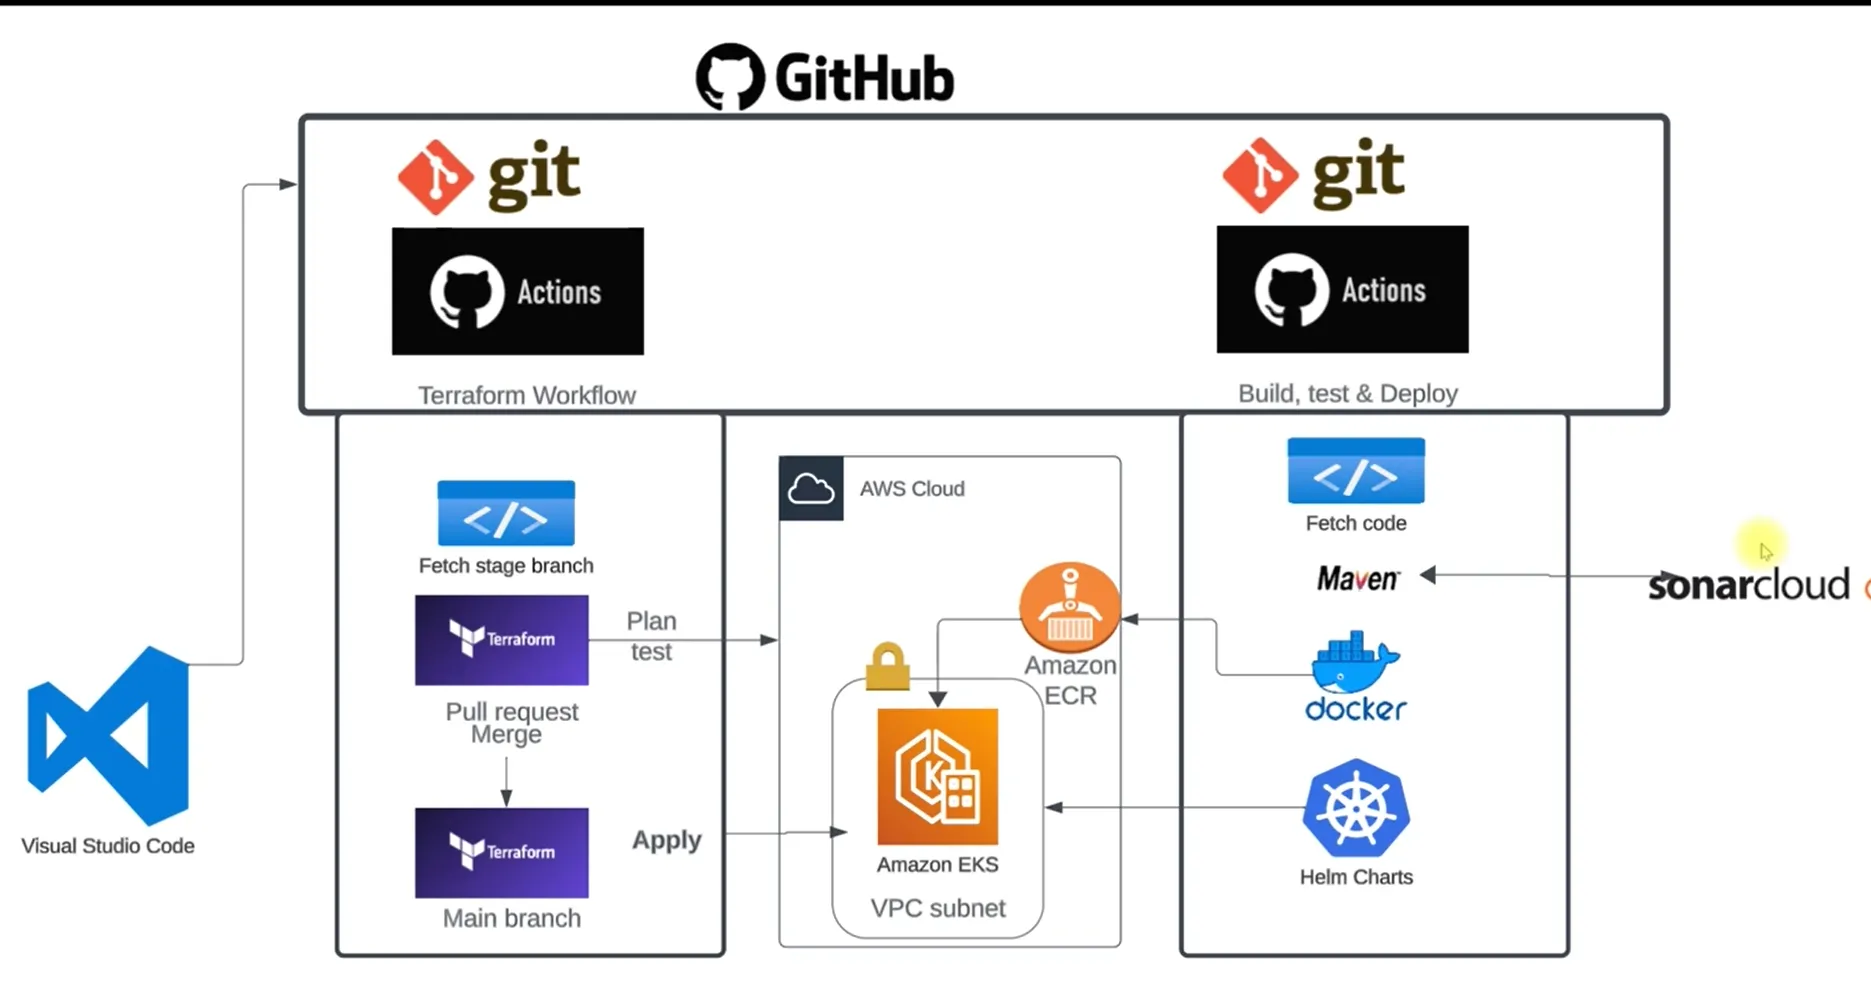 GitHub
git
git
Actions
Actions
Terraform Workflow
Build, test & Deploy
Fetch stage branch
Terraform
Plan
test
Pull request
Merge
Terraform
Apply
Main branch
Visual Studio Code
AWS Cloud
Amazon
ECR
Amazon EKS
VPC subnet
Fetch code
Maven
sonarcloud
docker
Helm Charts